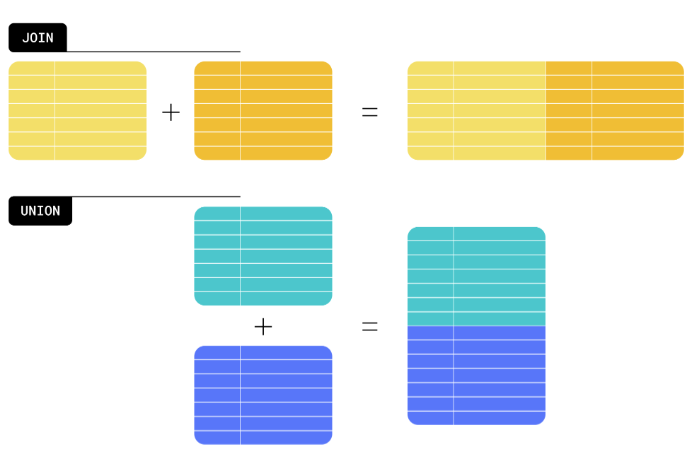 JOIN
+
=
UNION
+
=